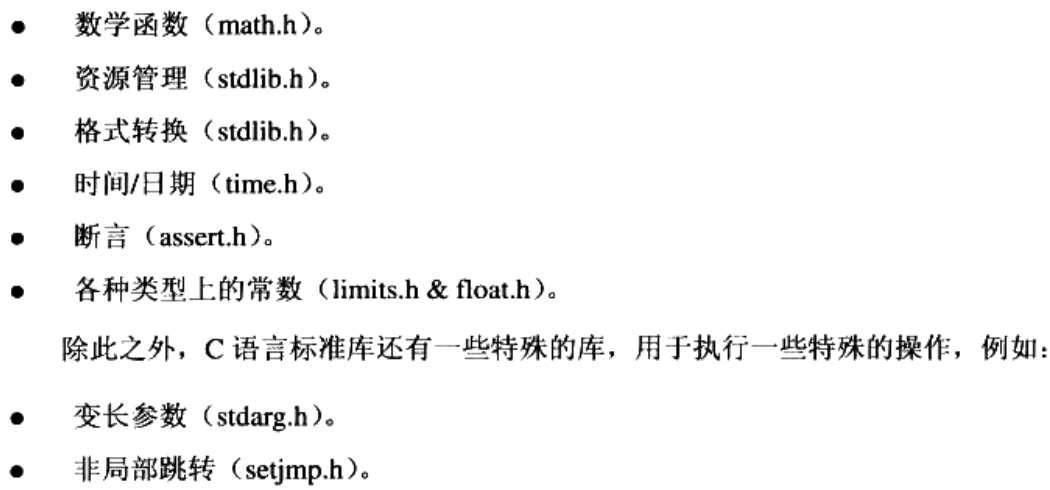 ● 数学函数（math.h）。
● 资源管理（stdlib.h）。
● 格式转换（stdlib.h）。
● 时间/日期（time.h）。
● 断言（assert.h）。
● 各种类型上的常数（limits.h & float.h）。
除此之外，C 语言标准库还有一些特殊的库，用于执行一些特殊的操作，例如：
● 变长参数（stdarg.h）。
● 非局部跳转（setjmp.h）。